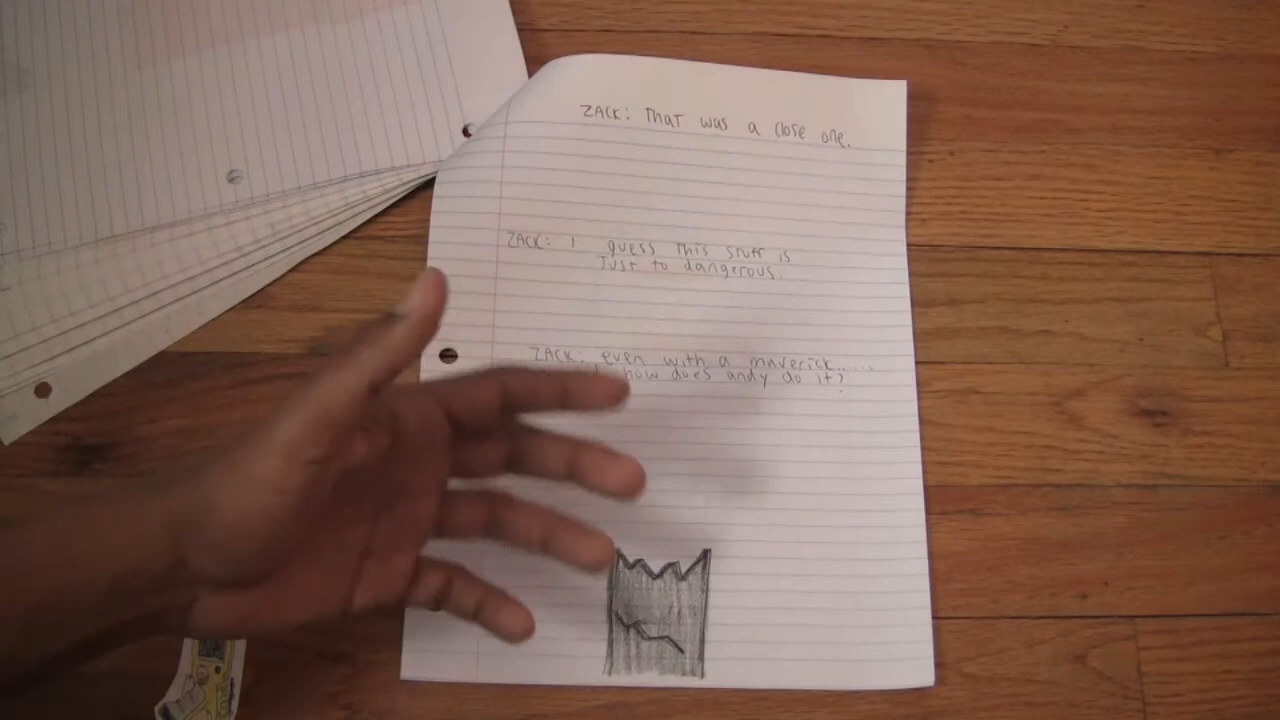 ZACK: THAT was a close one.
ZACK: I guess this stuff is
Just to dangerous.
ZACK: even with a maverick......
how does andy do it?